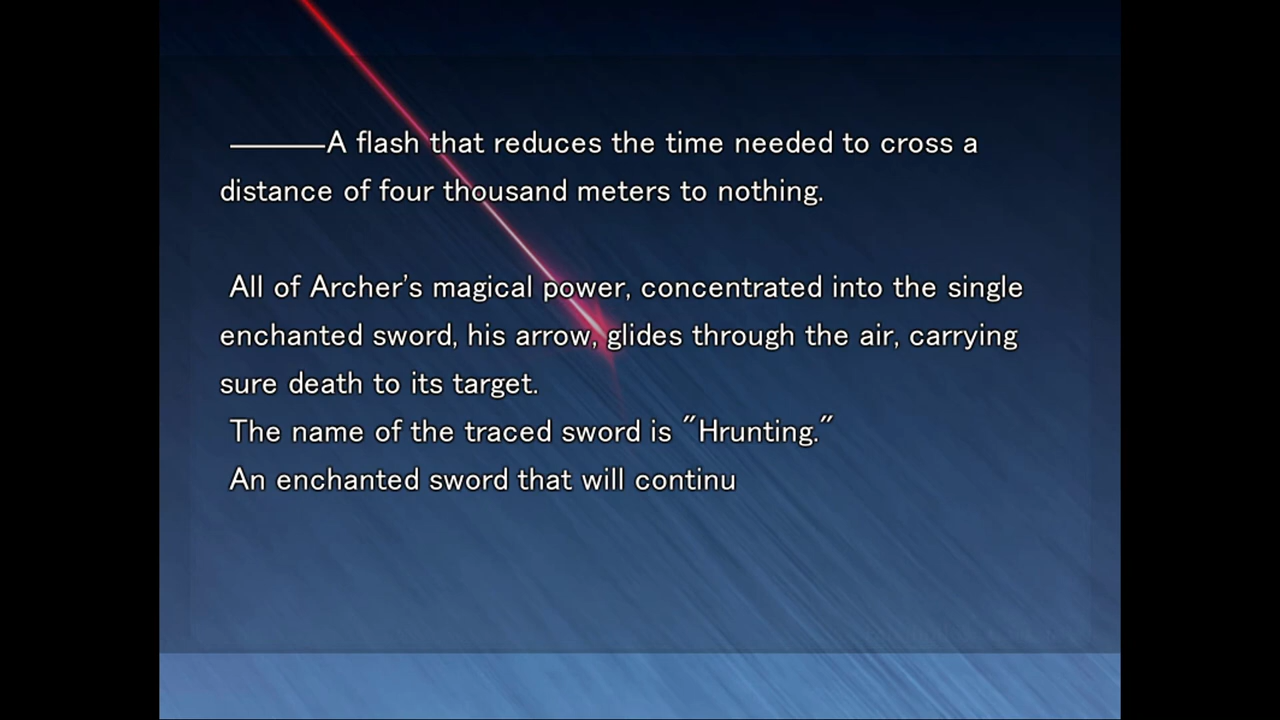 ———A flash that reduces the time needed to cross a
distance of four thousand meters to nothing.
All of Archer's magical power, concentrated into the single
enchanted sword, his arrow, glides through the air, carrying
sure death to its target.
The name of the traced sword is "Hrunting."
An enchanted sword that will continu